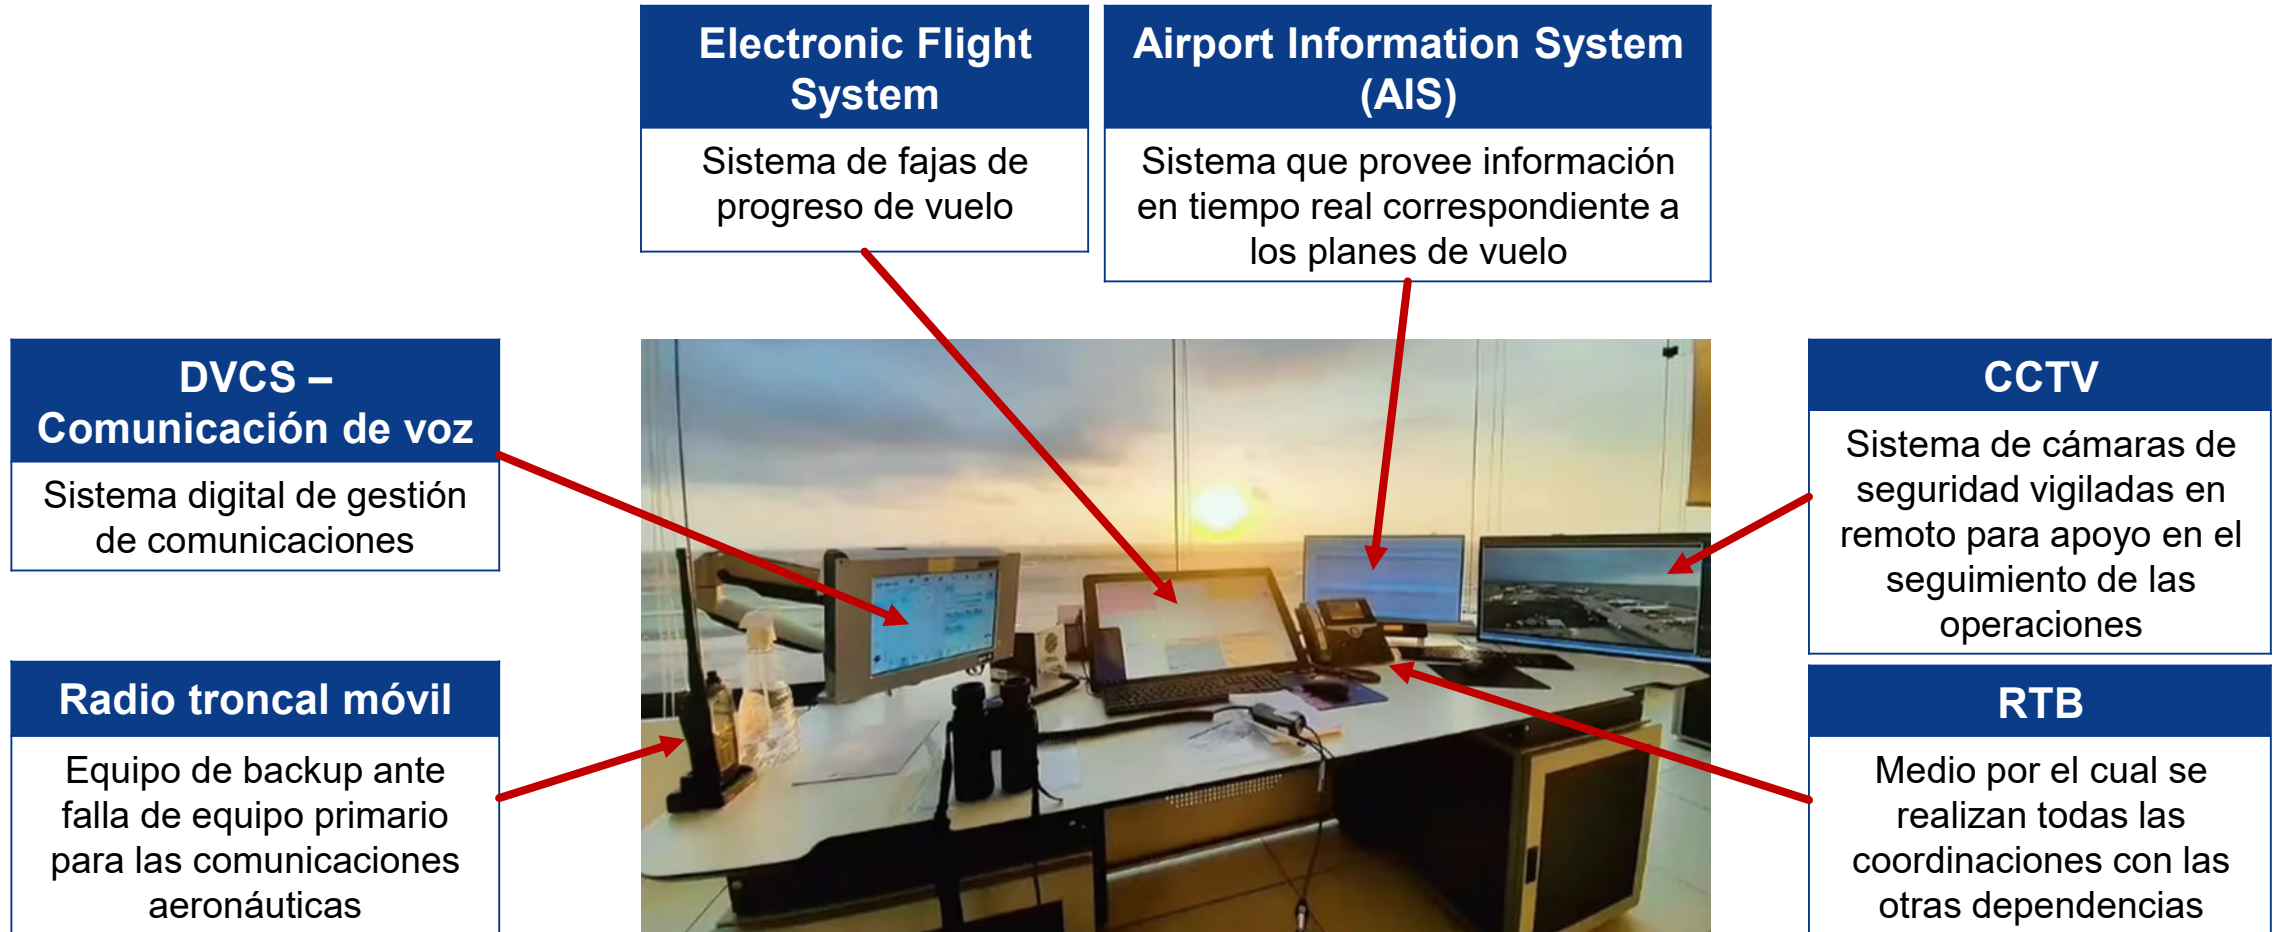 Electronic Flight
System
Sistema de fajas de
progreso de vuelo
Airport Information System
(AIS)
Sistema que provee información
en tiempo real correspondiente a
los planes de vuelo
DVCS –
Comunicación de voz
Sistema digital de gestión
de comunicaciones
CCTV
Sistema de cámaras de
seguridad vigiladas en
remoto para apoyo en el
seguimiento de las
operaciones
Radio troncal móvil
Equipo de backup ante
falla de equipo primario
para las comunicaciones
aeronáuticas
RTB
Medio por el cual se
realizan todas las
coordinaciones con las
otras dependencias